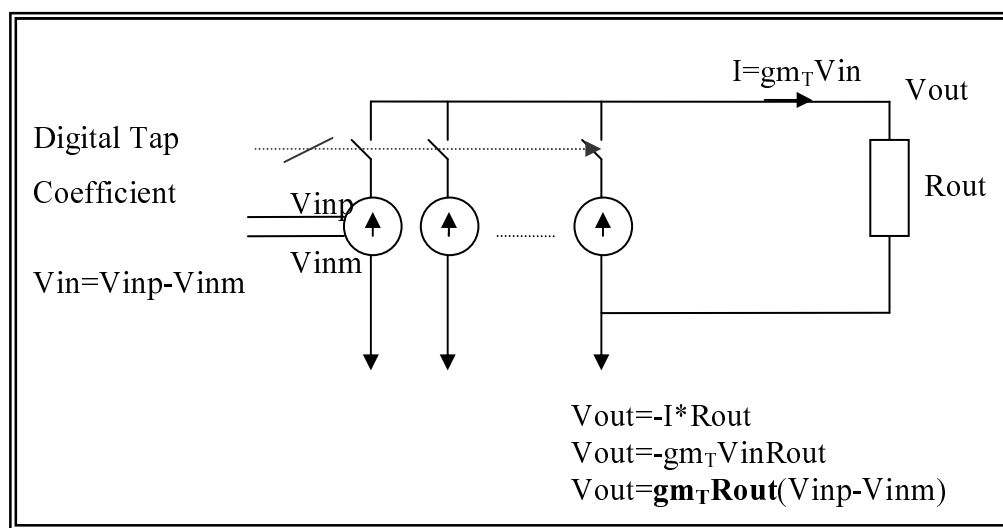 I=gm_TVin
Vout
Digital Tap
Coefficient
Rout
Vinp
Vinm
Vin=Vinp-Vinm
Vout=-I*Rout
Vout=-gm_TVinRout
Vout=gm_TRout(Vinp-Vinm)